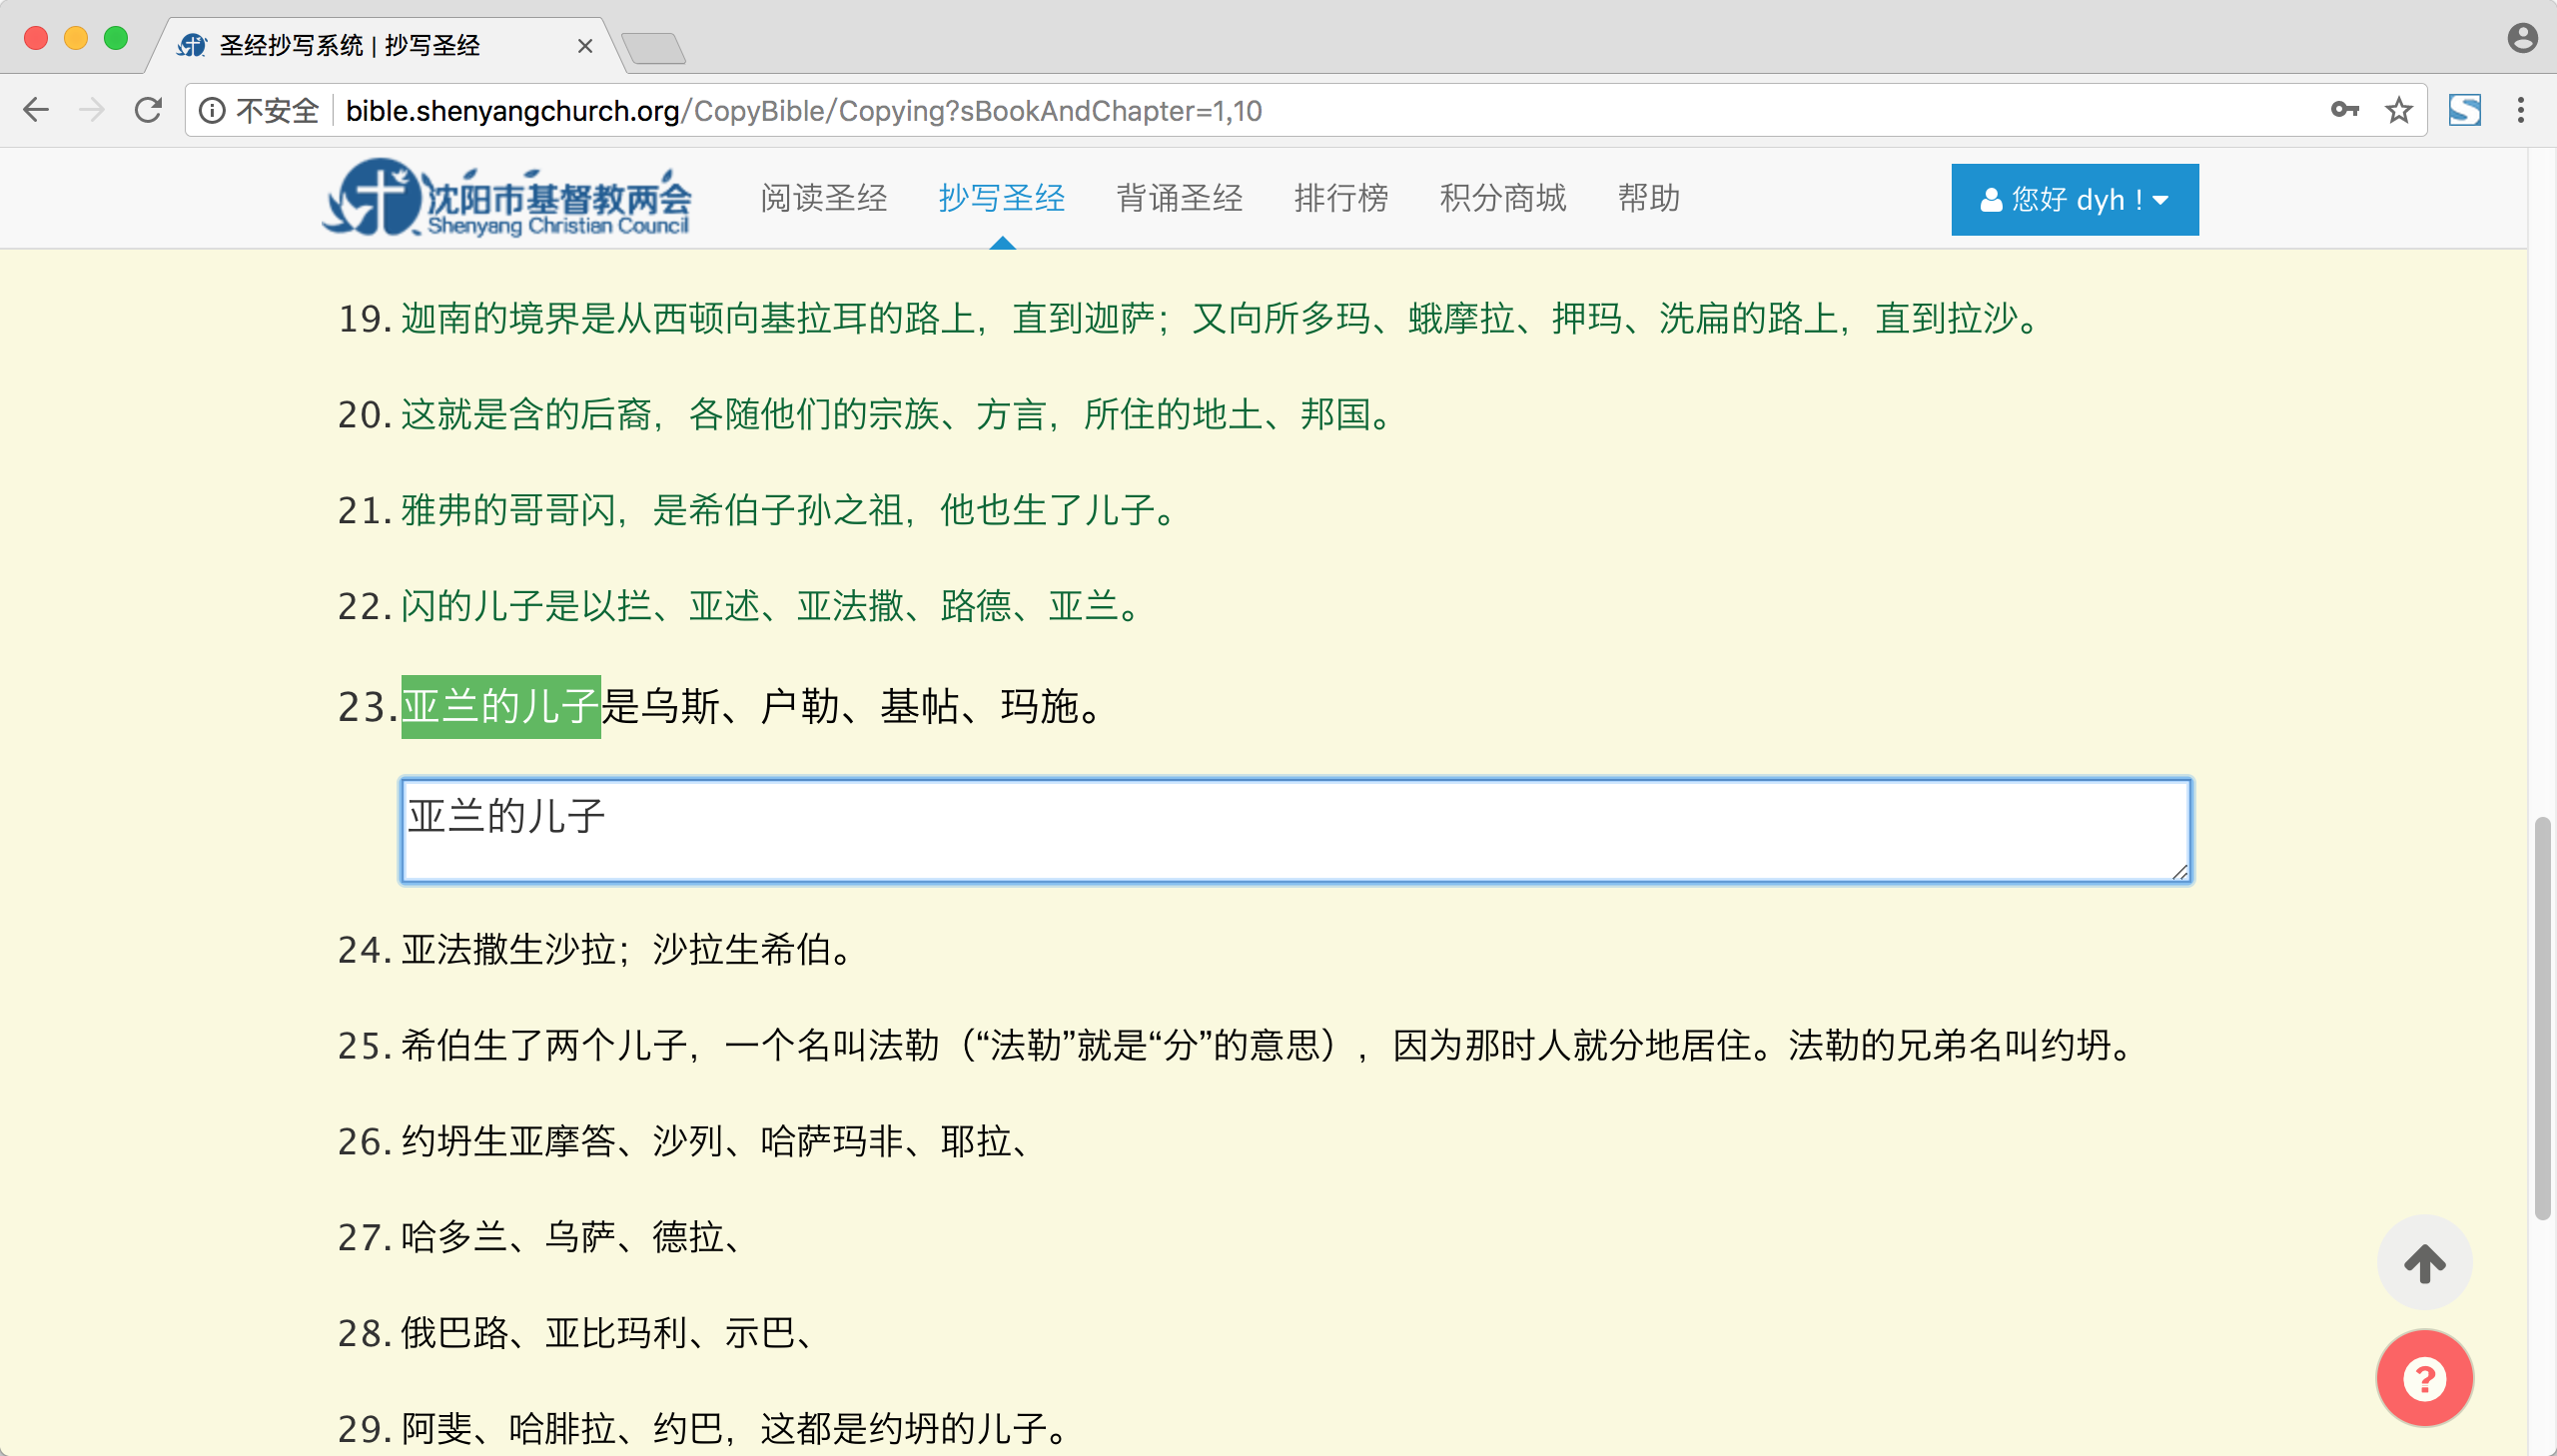 圣经抄写系统 | 抄写圣经
不安全 bible.shenyangchurch.org/CopyBible/Copying?sBookAndChapter=1,10
沈阳市基督教两会
Shenyang Christian Council
阅读圣经 抄写圣经 背诵圣经 排行榜 积分商城 帮助 您好 dyh !
19. 迦南的境界是从西顿向基拉耳的路上，直到迦萨；又向所多玛、蛾摩拉、押玛、洗扁的路上，直到拉沙。
20. 这就是含的后裔，各随他们的宗族、方言，所住的地土、邦国。
21. 雅弗的哥哥闪，是希伯子孙之祖，他也生了儿子。
22. 闪的儿子是以拦、亚述、亚法撒、路德、亚兰。
23. 亚兰的儿子是乌斯、户勒、基帖、玛施。
亚兰的儿子
24. 亚法撒生沙拉；沙拉生希伯。
25. 希伯生了两个儿子，一个名叫法勒（“法勒”就是“分”的意思），因为那时人就分地居住。法勒的兄弟名叫约坍。
26. 约坍生亚摩答、沙列、哈萨玛非、耶拉、
27. 哈多兰、乌萨、德拉、
28. 俄巴路、亚比玛利、示巴、
29. 阿斐、哈腓拉、约巴，这都是约坍的儿子。